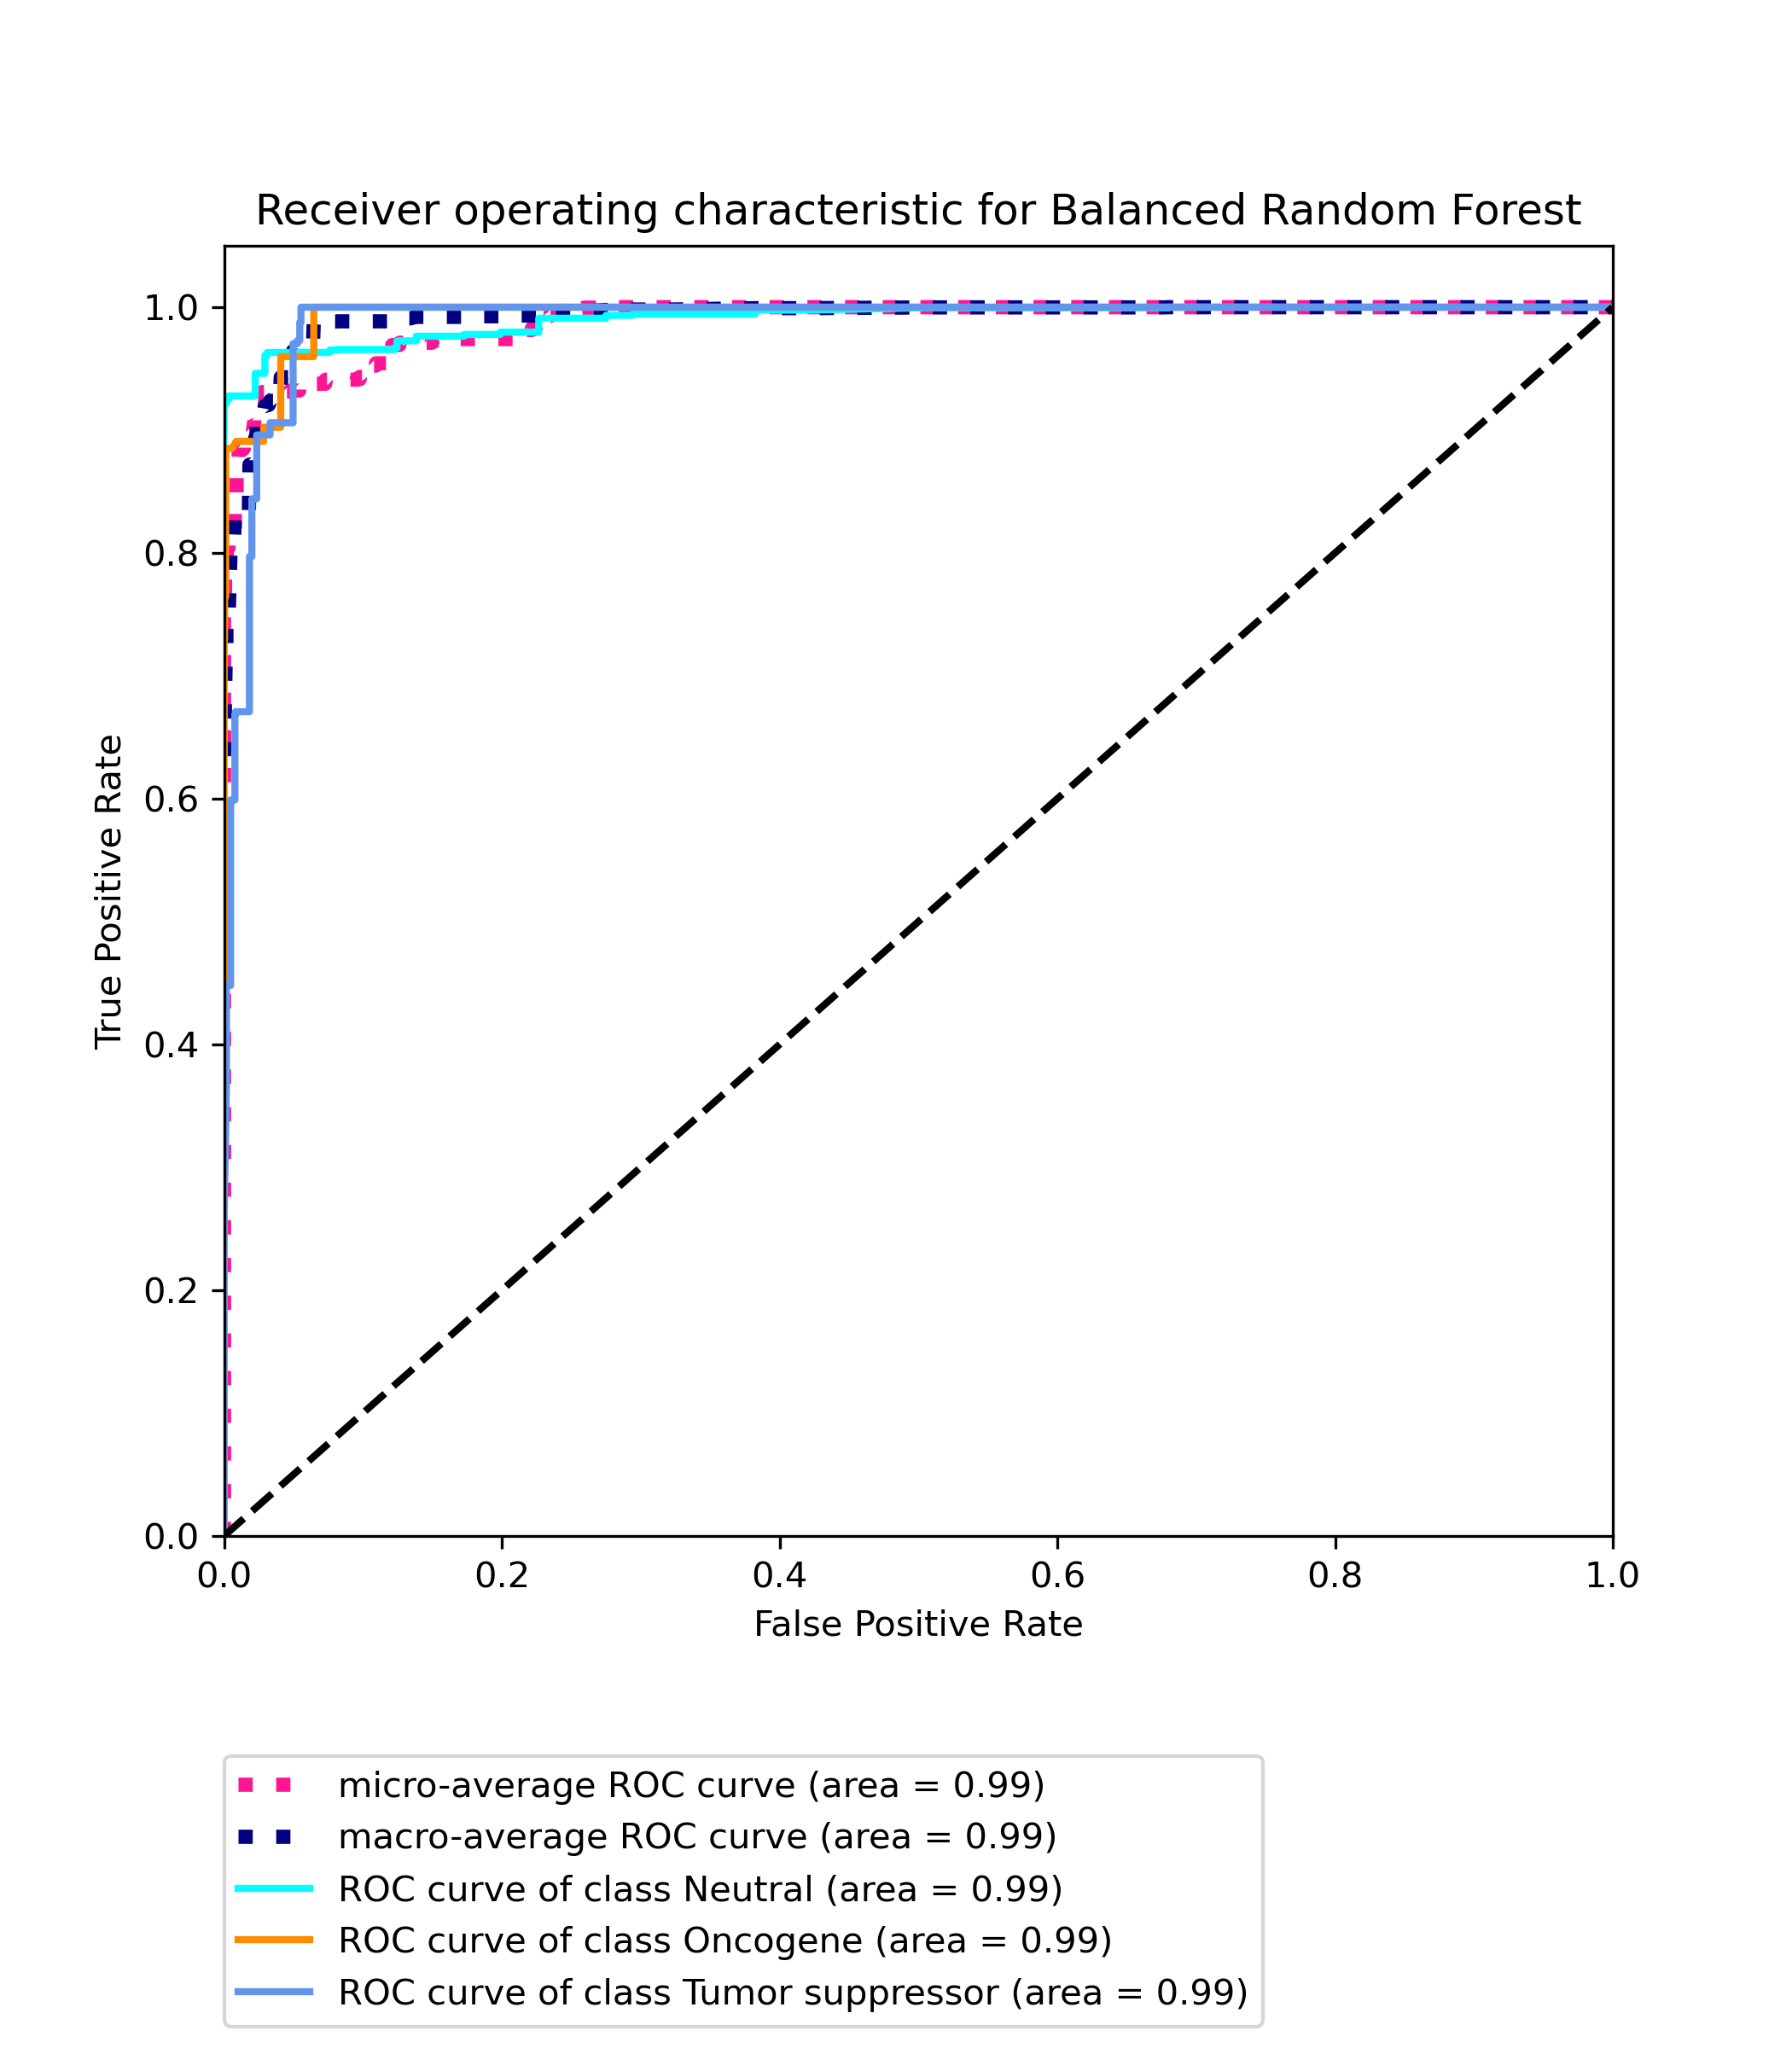 Receiver operating characteristic for Balanced Random Forest
1.0
0.8
0.6
0.4
0.2
0.0
True Positive Rate
0.0 0.2 0.4 0.6 0.8 1.0
False Positive Rate
micro-average ROC curve (area = 0.99)
macro-average ROC curve (area = 0.99)
ROC curve of class Neutral (area = 0.99)
ROC curve of class Oncogene (area = 0.99)
ROC curve of class Tumor suppressor (area = 0.99)